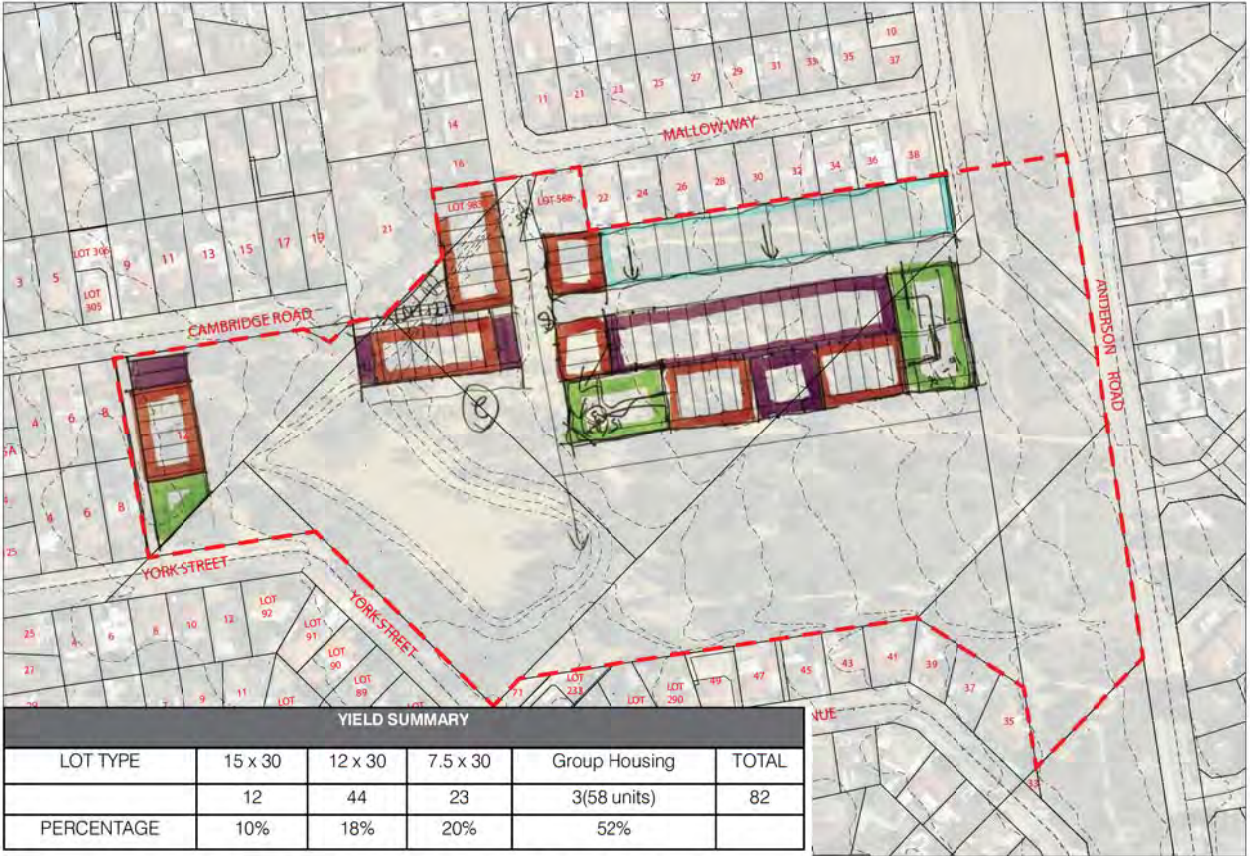 10
11 21 23 25 27 29 31 33 35 37
MALLOW WAY
14
16
LOT 983
LOT 588
22 24 26 28 30 32 34 36 38
21
3 5 LOT 306 9 11 13 15 17 19
LOT
305
CAMBRIDGE ROAD
ANDERSON ROAD
4 6 8
12
5A
4 6 8
25
YORK STREET
YORK STREET
25 4 6 8 10 12 LOT
92
LOT
91
LOT
90
LOT
89
27
7 9 11 LOT
71 LOT
233
LOT LOT
290
49 47 45 43 41 39 37 35
33
NUE
YIELD SUMMARY
LOT TYPE 15 x 30 12 x 30 7.5 x 30 Group Housing TOTAL
12 44 23 3(58 units) 82
PERCENTAGE 10% 18% 20% 52%